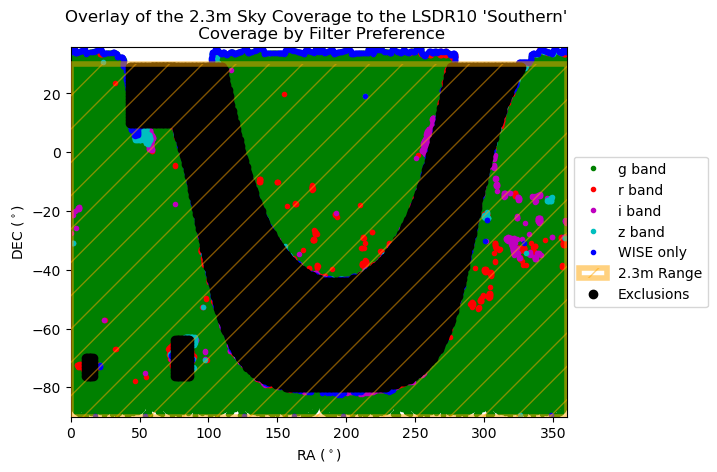 Overlay of the 2.3m Sky Coverage to the LSDR10 'Southern'
Coverage by Filter Preference
20
0
−20
−40
−60
−80
DEC (°)
0 50 100 150 200 250 300 350
RA (°)
g band
r band
i band
z band
WISE only
2.3m Range
Exclusions